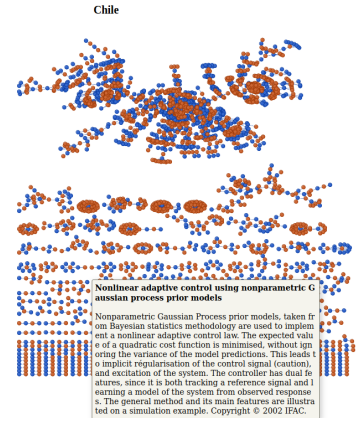 Chile
Nonlinear adaptive control using nonparametric G
aussian process prior models
Nonparametric Gaussian Process prior models, taken fr
om Bayesian statistics methodology are used to implem
ent a nonlinear adaptive control law. The expected valu
e of a quadratic cost function is minimised, without ign
oring the variance of the model predictions. This leads t
o implicit régularisation of the control signal (caution),
and excitation of the system. The controller has dual fe
atures, since it is both tracking a reference signal and l
earning a model of the system from observed response
s. The general method and its main features are illustra
ted on a simulation example. Copyright © 2002 IFAC.